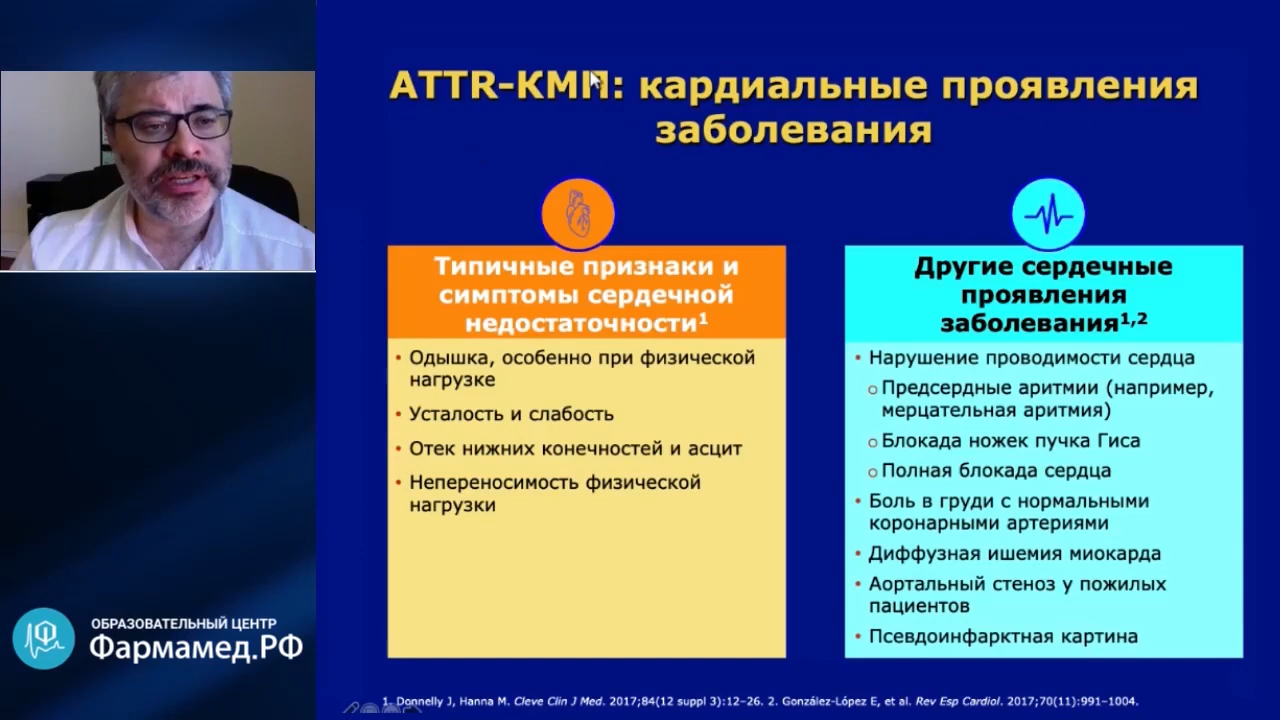 АТТR-КМП: кардиальные проявления
заболевания
Типичные признаки и
симптомы сердечной
недостаточности¹
• Одышка, особенно при физической
нагрузке
• Усталость и слабость
• Отек нижних конечностей и асцит
• Непереносимость физической
нагрузки
Другие сердечные
проявления
заболевания¹,²
• Нарушение проводимости сердца
o Предсердные аритмии (например,
мерцательная аритмия)
o Блокада ножек пучка Гиса
o Полная блокада сердца
• Боль в груди с нормальными
коронарными артериями
• Диффузная ишемия миокарда
• Аортальный стеноз у пожилых
пациентов
• Псевдоинфарктная картина
ОБРАЗОВАТЕЛЬНЫЙ ЦЕНТР
Фармамед.РФ
1. Donnelly J, Hanna M. Cleve Clin J Med. 2017;84(12 suppl 3):12–26. 2. González-López E, et al. Rev Esp Cardiol. 2017;70(11):991–1004.